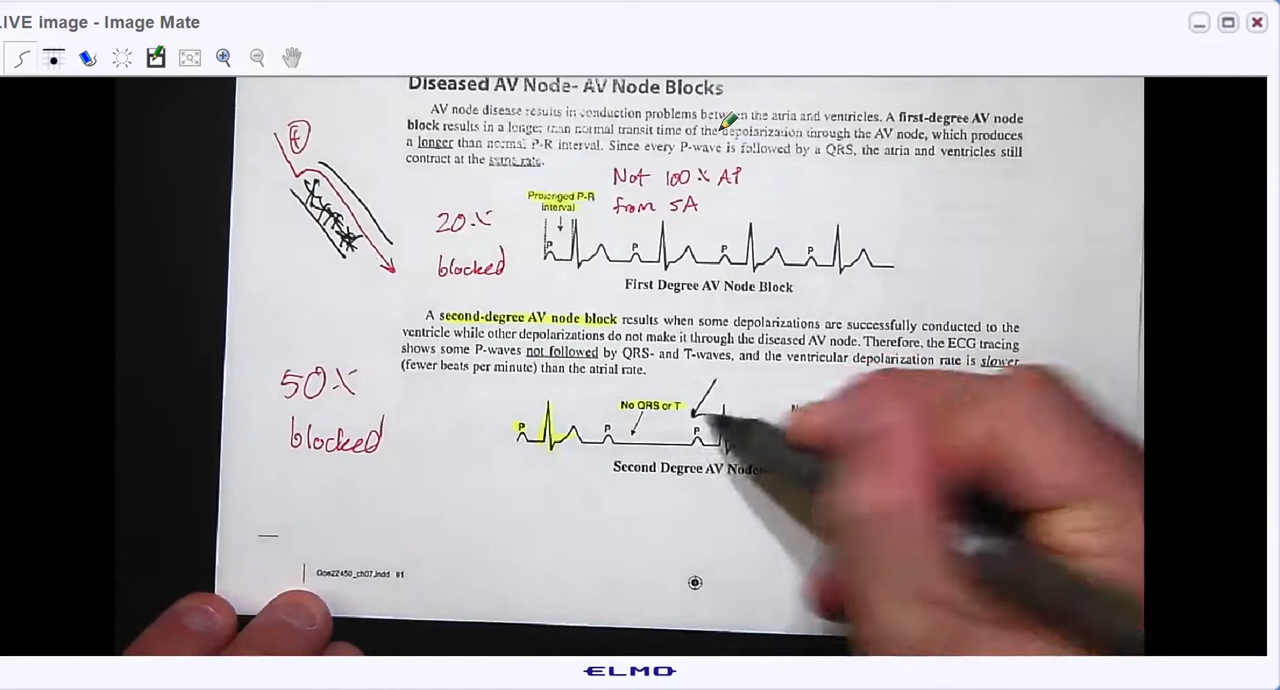 LIVE image - Image Mate
Diseased AV Node- AV Node Blocks
AV node disease results in conduction problems between the atria and ventricles. A first-degree AV node
block results in a longer than normal transit time of the depolarization through the AV node, which produces
a longer than normal P-R interval. Since every P-wave is followed by a QRS, the atria and ventricles still
contract at the same rate.
Not 100% AP
from SA
Prolonged P-R
interval
20%
blocked
P
P
P
P
First Degree AV Node Block
A second-degree AV node block results when some depolarizations are successfully conducted to the
ventricle while other depolarizations do not make it through the diseased AV node. Therefore, the ECG tracing
shows some P-waves not followed by QRS- and T-waves, and the ventricular depolarization rate is slower
(fewer beats per minute) than the atrial rate.
50%
blocked
No QRS or T
P
P
P
Second Degree AV Node
Goe22450_ch07.indd 91
ELMO